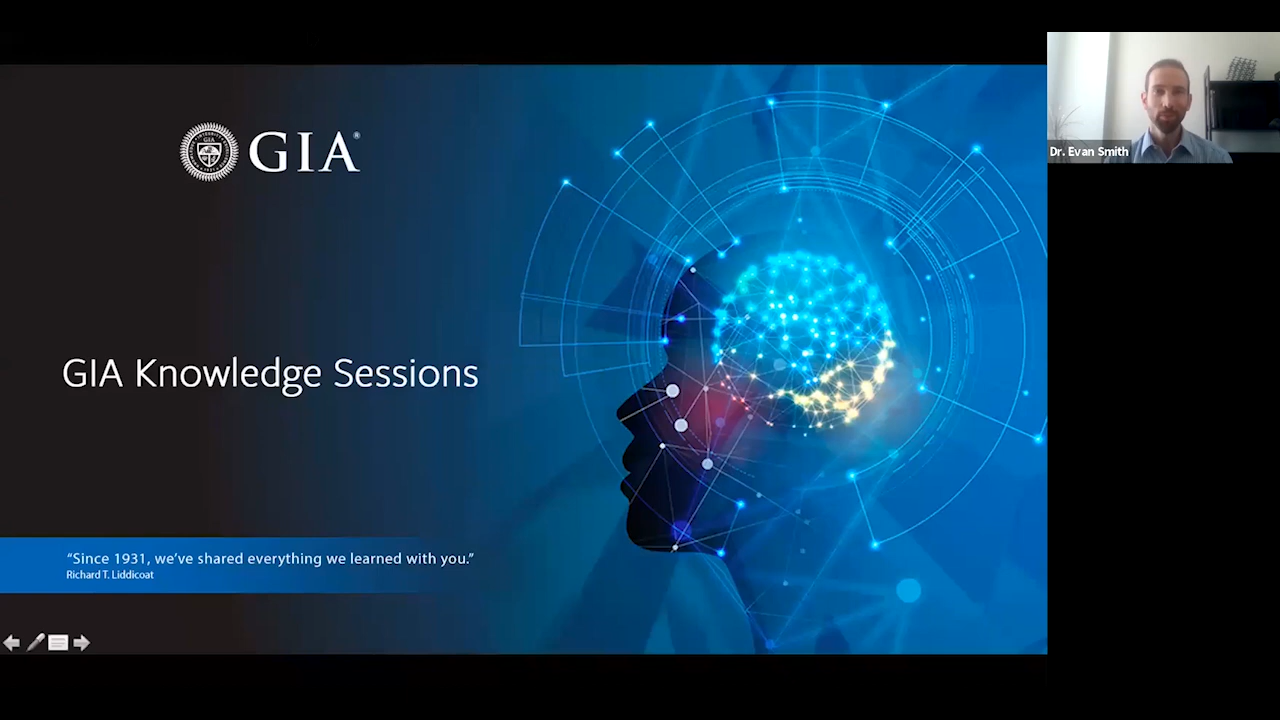 GIA®
GIA Knowledge Sessions
“Since 1931, we’ve shared everything we learned with you.”
Richard T. Liddicoat
Dr. Evan Smith